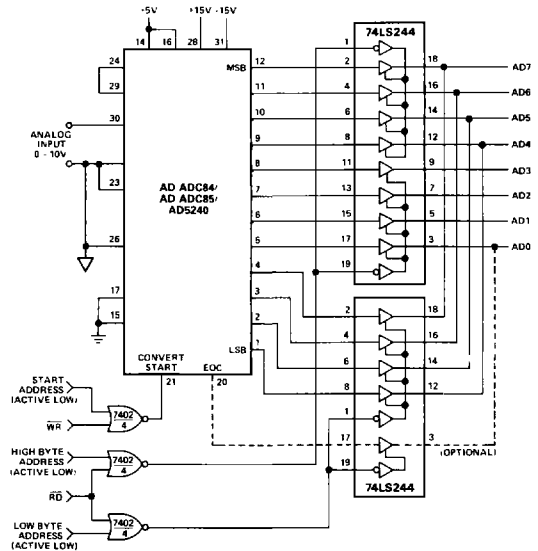 -5V
+15V
-15V
14
16
28
31
74LS244
24
29
30
ANALOG
INPUT
0 - 10V
23
26
17
15
MSB
LSB
AD ADC84/
AD ADC85/
AD5240
CONVERT
START
EOC
21
20
12
11
10
9
8
7
6
5
4
3
2
1
1
2
4
6
8
11
13
15
17
19
18
16
14
12
9
7
5
3
AD7
AD6
AD5
AD4
AD3
AD2
AD1
AD0
2
4
6
8
1
17
19
18
16
14
12
3
(OPTIONAL)
74LS244
START
ADDRESS
(ACTIVE LOW)
WR
7402
4
HIGH BYTE
ADDRESS
(ACTIVE LOW)
7402
4
RD
LOW BYTE
ADDRESS
(ACTIVE LOW)
7402
4